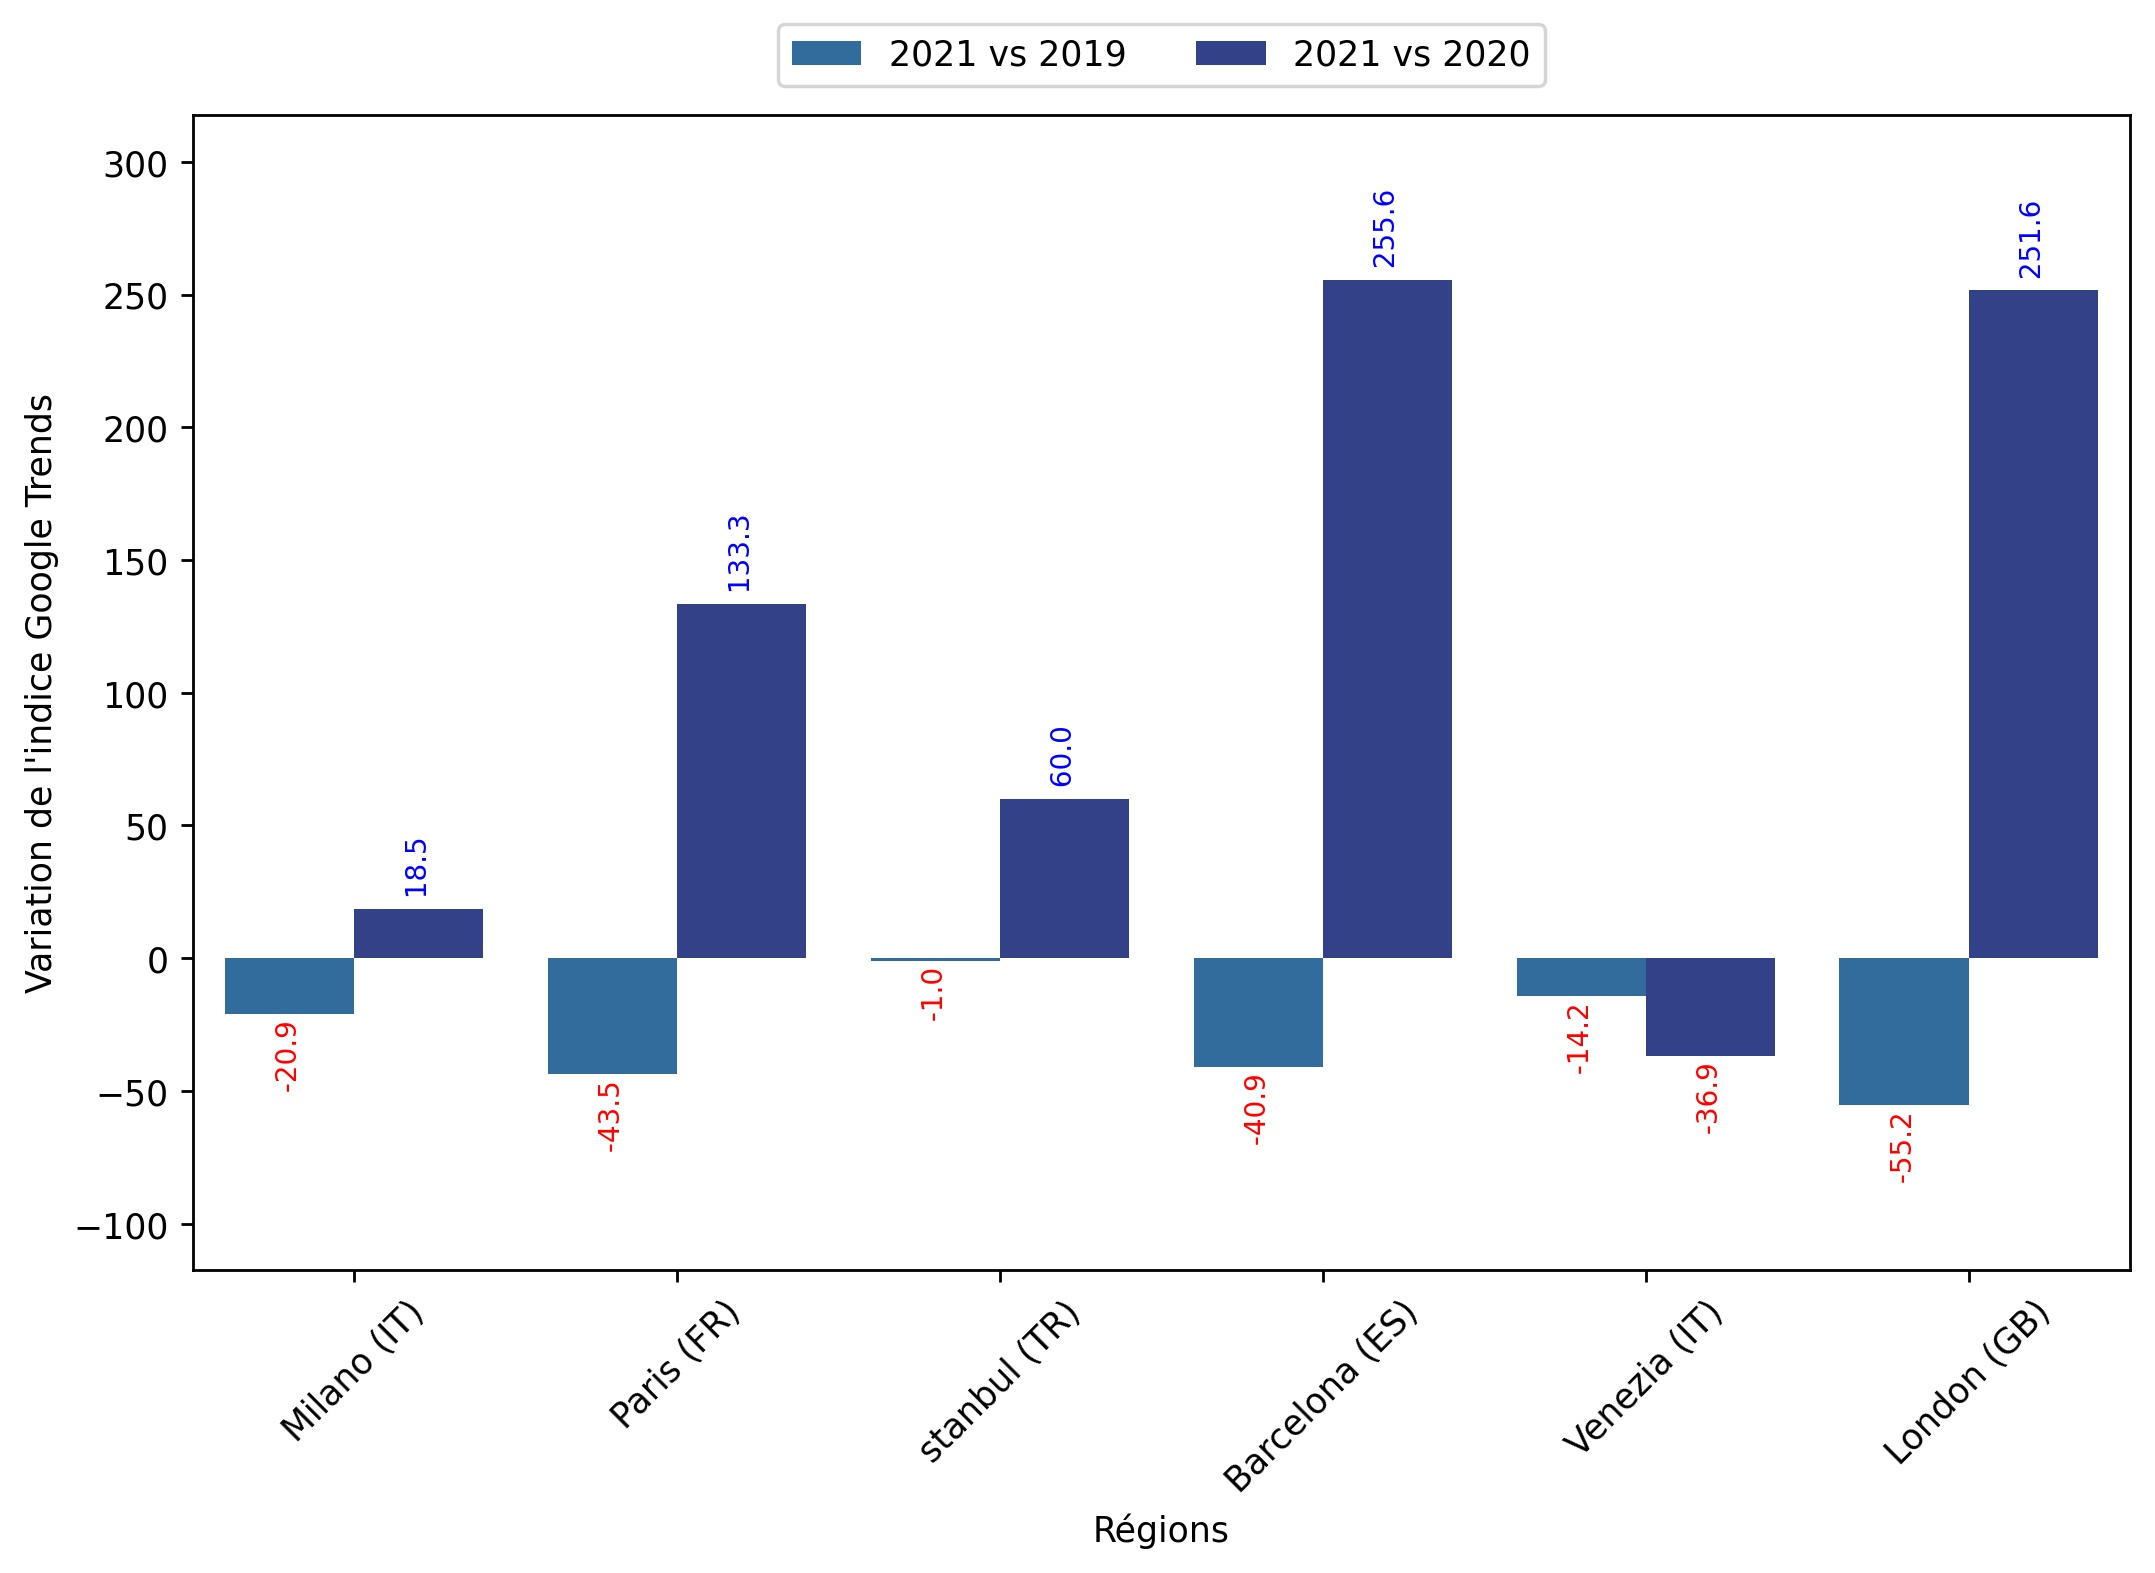 2021 vs 2019 2021 vs 2020
Variation de l'indice Google Trends
300
250
200
150
100
50
0
−50
−100
-20.9
18.5
-43.5
133.3
-1.0
60.0
-40.9
255.6
-14.2
-36.9
-55.2
251.6
Milano (IT)
Paris (FR)
stanbul (TR)
Barcelona (ES)
Venezia (IT)
London (GB)
Régions